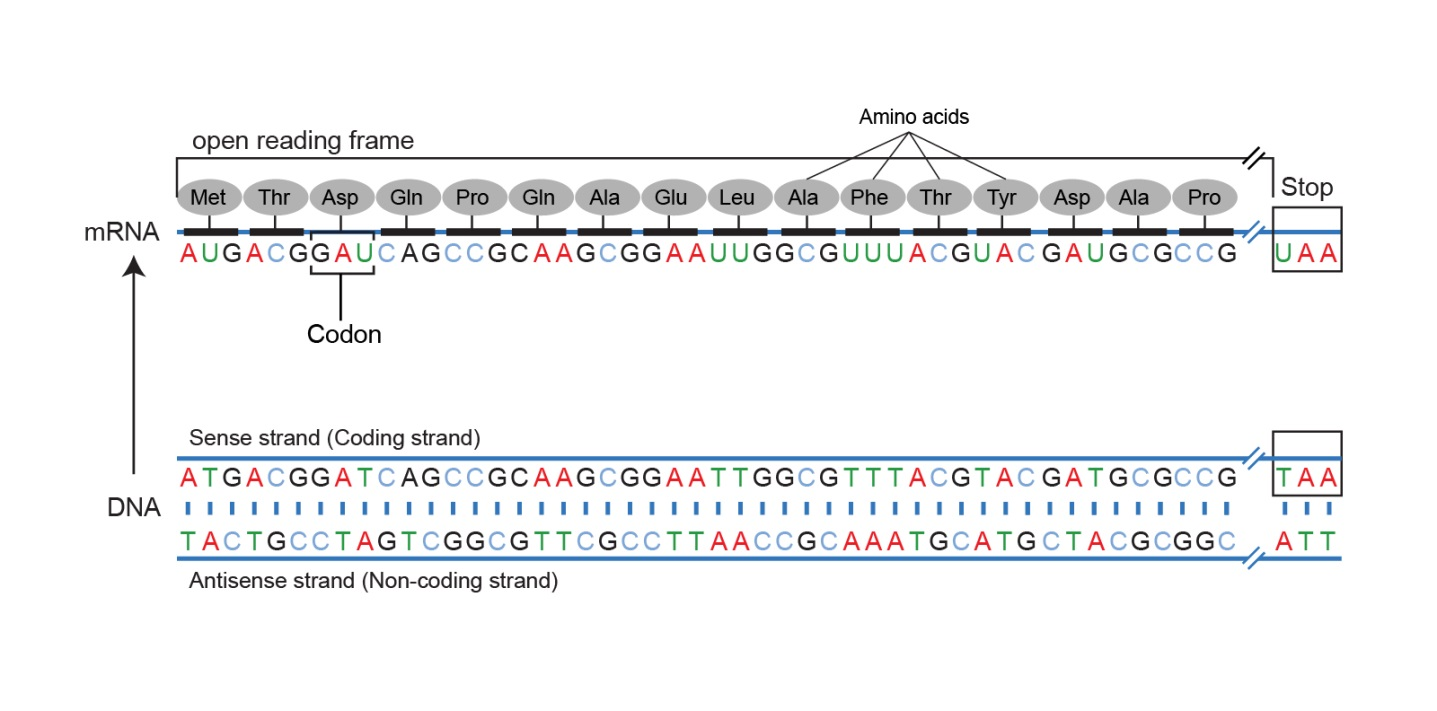 Amino acids
open reading frame
Met Thr Asp Gln Pro Gln Ala Glu Leu Ala Phe Thr Tyr Asp Ala Pro
Stop
mRNA
AUGACGGAUCAGCCGCAAGCGGAAUUGGCGUUUACGUACGAUGCGCCG UAA
Codon
Sense strand (Coding strand)
ATGACGGATCAGCCGCAAGCGGAATTGGCGTTTACGTACGATGCGCCG TAA
DNA
TACTGCCTAGTCGGCGTTCGCCTTAACCGCAAATGCATGCTACGCGGC ATT
Antisense strand (Non-coding strand)